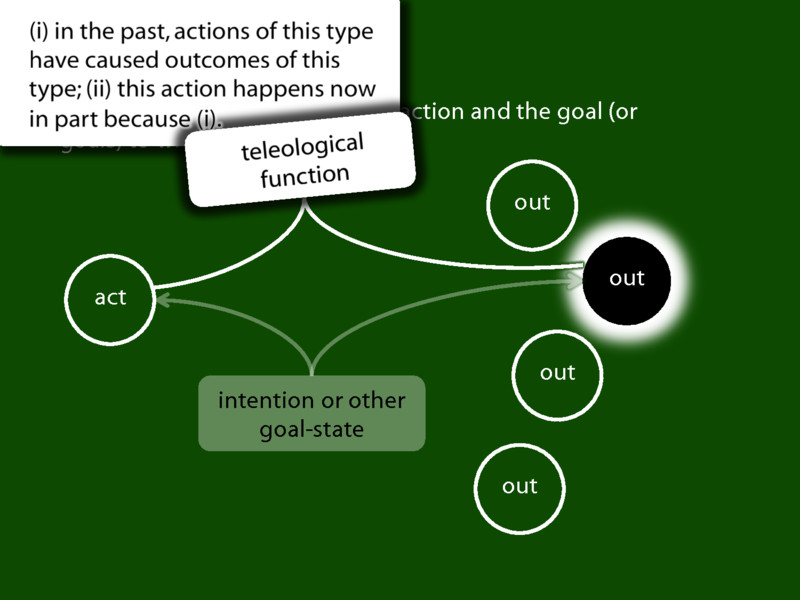 (i) in the past, actions of this type
have caused outcomes of this
type; (ii) this action happens now
in part because (i).
ction and the goal (or
teleological
function
out
out
act
out
intention or other
goal-state
out